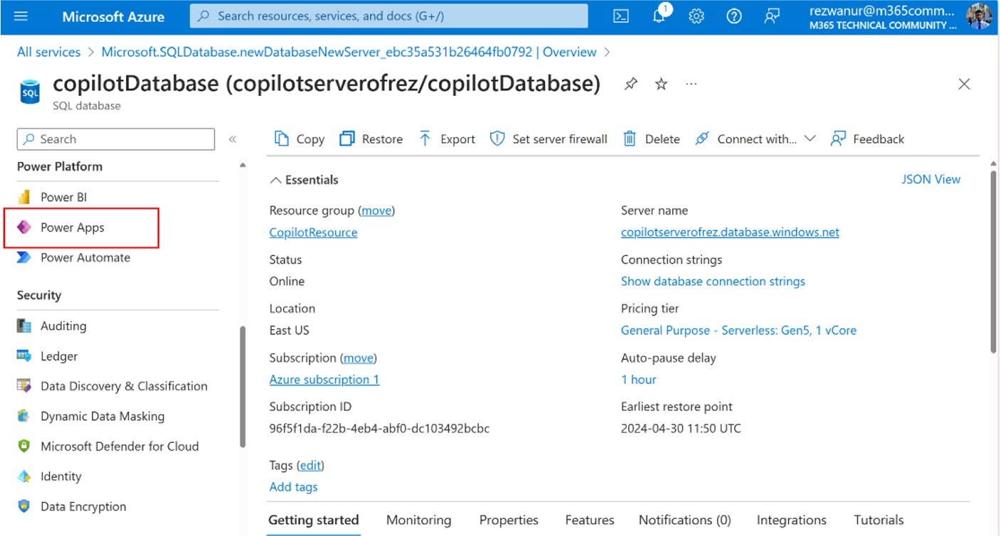 Microsoft Azure
Search resources, services, and docs (G+/)
1
rezwanur@m365comm...
M365 TECHNICAL COMMUNITY ...
All services > Microsoft.SQLDatabase.newDatabaseNewServer_ebc35a531b26464fb0792 | Overview >
SQL
copilotDatabase (copilotserverofrez/copilotDatabase)
SQL database
Search
Copy Restore Export Set server firewall Delete Connect with... Feedback
Power Platform
Power BI
Power Apps
Power Automate
Security
Auditing
Ledger
Data Discovery & Classification
Dynamic Data Masking
Microsoft Defender for Cloud
Identity
Data Encryption
Essentials
JSON View
Resource group (move)
CopilotResource
Status
Online
Location
East US
Subscription (move)
Azure subscription 1
Subscription ID
96f5f1da-f22b-4eb4-abf0-dc103492bcbc
Server name
copilotserverofrez.database.windows.net
Connection strings
Show database connection strings
Pricing tier
General Purpose - Serverless: Gen5, 1 vCore
Auto-pause delay
1 hour
Earliest restore point
2024-04-30 11:50 UTC
Tags (edit)
Add tags
Getting started Monitoring Properties Features Notifications (0) Integrations Tutorials